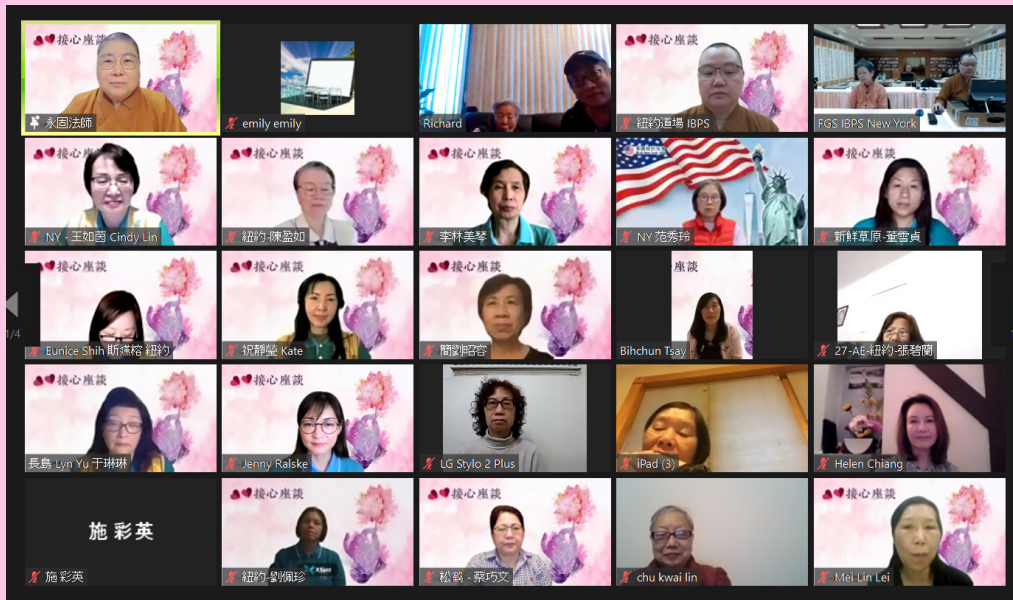 接心座談
永固法師
emily emily
Richard
接心座談
紐約道場 IBPS
FGS IBPS New York
接心
NY - 王如茵 Cindy Lin
接心座談
紐約-陳盈如
接心座談
李林美琴
NY 范秀玲
接心座談
新鮮草原-董雪貞
接心座談
Eunice Shih 斯 榕 紐約
接心座談
祝靜瑩 Kate
接心座談
簡劉昭容
座談
Bihchun Tsay
27-AE-紐約-張碧蘭
1/4
接心座談
長島 Lyn Yu 于琳琳
接心座談
Jenny Ralske
LG Stylo 2 Plus
iPad (3)
Helen Chiang
施 彩英
施 彩英
接心座談
紐約-劉佩珍
接心座談
松鶴 - 蔡巧文
chu kwai lin
接心座談
Mei Lin Lei